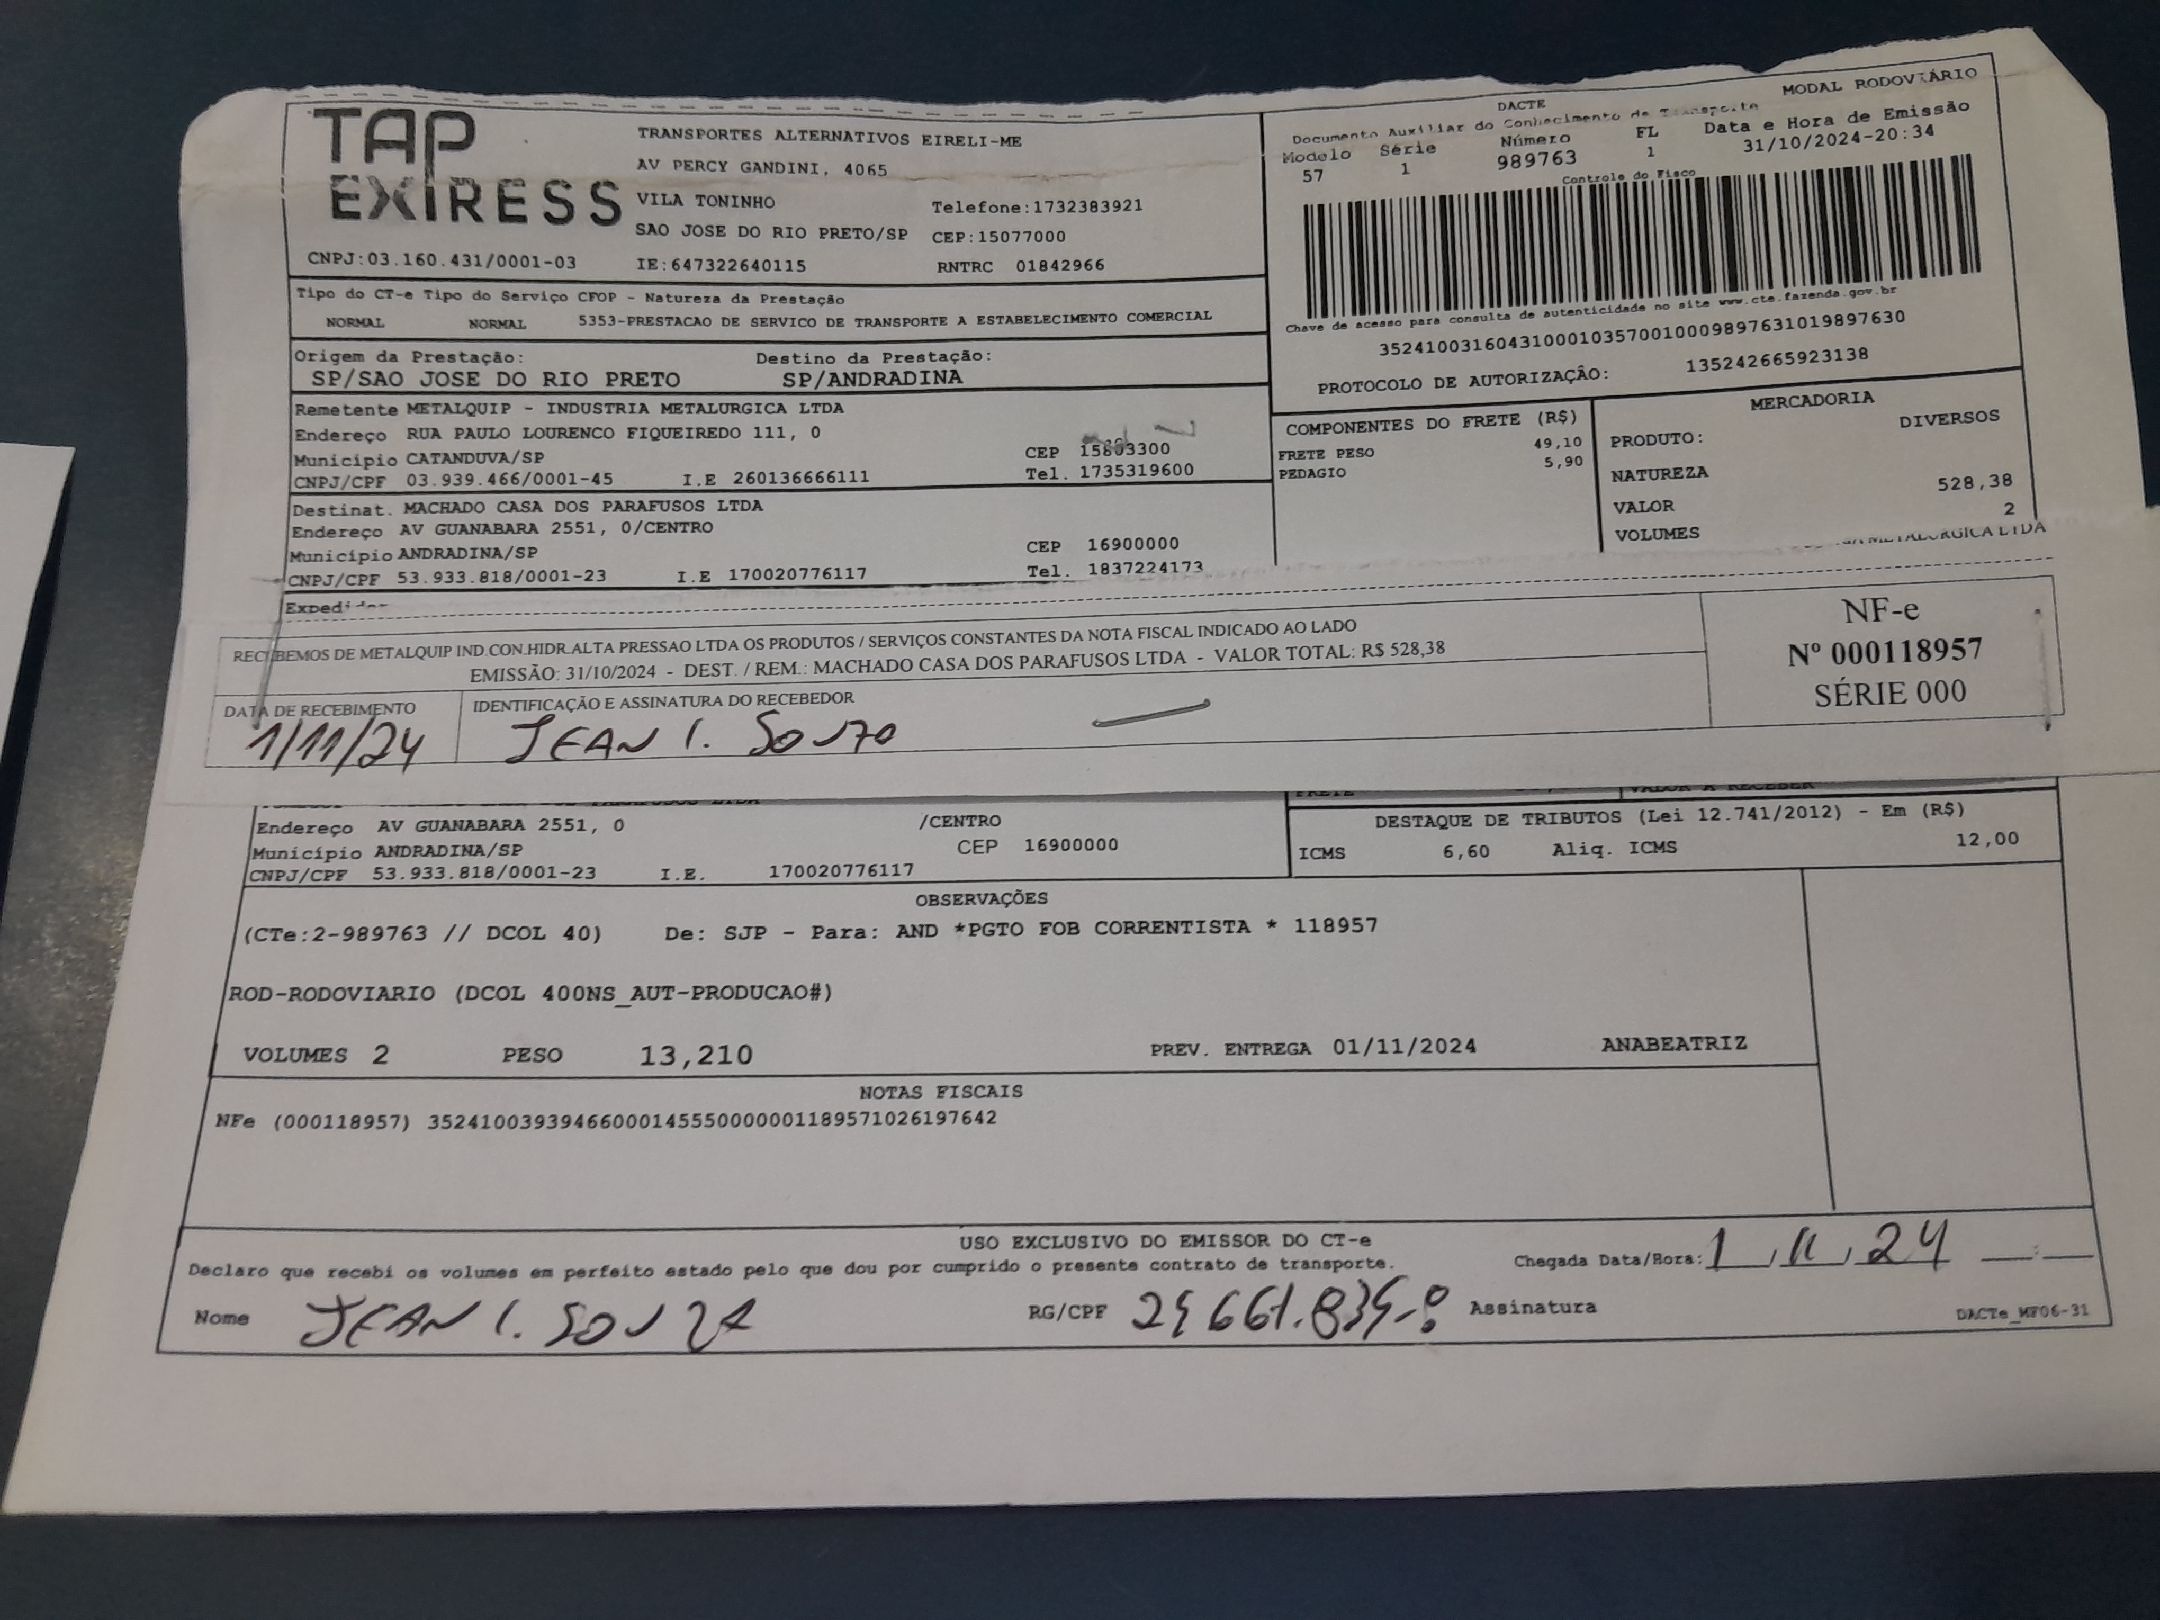 TAP
EXPRESS
TRANSPORTES ALTERNATIVOS EIRELI-ME
AV PERCY GANDINI, 4065
VILA TONINHO Telefone:1732383921
SAO JOSE DO RIO PRETO/SP CEP:15077000
CNPJ:03.160.431/0001-03 IE:647322640115 RNTRC 01842966
DACTE MODAL RODOVIÁRIO
Documento Auxiliar do Conhecimento de Transporte
Modelo Série Número FL Data e Hora de Emissão
57 1 989763 1 31/10/2024-20:34
Controle do Fisco
Chave de acesso para consulta de autenticidade no site www.cte.fazenda.gov.br
35241003160431000103570010009897631019897630
PROTOCOLO DE AUTORIZAÇÃO: 135242665923138
Tipo do CT-e Tipo do Serviço CFOP - Natureza da Prestação
NORMAL NORMAL 5353-PRESTACAO DE SERVICO DE TRANSPORTE A ESTABELECIMENTO COMERCIAL
Origem da Prestação: Destino da Prestação:
SP/SAO JOSE DO RIO PRETO SP/ANDRADINA
Remetente METALQUIP - INDUSTRIA METALURGICA LTDA
Endereço RUA PAULO LOURENCO FIQUEIREDO 111, 0
Municipio CATANDUVA/SP CEP 15803300
CNPJ/CPF 03.939.466/0001-45 I.E 260136666111 Tel. 1735319600
Destinat. MACHADO CASA DOS PARAFUSOS LTDA
Endereço AV GUANABARA 2551, 0/CENTRO
Municípío ANDRADINA/SP CEP 16900000
CNPJ/CPF 53.933.818/0001-23 I.E 170020776117 Tel. 1837224173
COMPONENTES DO FRETE (R$)
FRETE PESO 49,10
PEDAGIO 5,90
MERCADORIA
PRODUTO: DIVERSOS
NATUREZA
VALOR 528,38
VOLUMES 2
METALURGICA LTDA
RECEBEMOS DE METALQUIP IND.CON.HIDR.ALTA PRESSAO LTDA OS PRODUTOS / SERVIÇOS CONSTANTES DA NOTA FISCAL INDICADO AO LADO
EMISSÃO: 31/10/2024 - DEST. / REM.: MACHADO CASA DOS PARAFUSOS LTDA - VALOR TOTAL: R$ 528,38
NF-e
Nº 000118957
SÉRIE 000
DATA DE RECEBIMENTO IDENTIFICAÇÃO E ASSINATURA DO RECEBEDOR
1/11/24 JEAN I. SOUZA
Endereço AV GUANABARA 2551, 0 /CENTRO
Município ANDRADINA/SP CEP 16900000
CNPJ/CPF 53.933.818/0001-23 I.E. 170020776117
FRETE VALOR A RECEBER
DESTAQUE DE TRIBUTOS (Lei 12.741/2012) - Em (R$)
ICMS 6,60 Aliq. ICMS 12,00
OBSERVAÇÕES
(CTe:2-989763 // DCOL 40) De: SJP - Para: AND *PGTO FOB CORRENTISTA * 118957
ROD-RODOVIARIO (DCOL 400NS_AUT-PRODUCAO#)
VOLUMES 2 PESO 13,210 PREV. ENTREGA 01/11/2024 ANABEATRIZ
NOTAS FISCAIS
NFe (000118957) 35241003939466000145550000001189571026197642
USO EXCLUSIVO DO EMISSOR DO CT-e
Declaro que recebi os volumes em perfeito estado pelo que dou por cumprido o presente contrato de transporte.
Chegada Data/Hora: 1 / 11 / 24 __:__
Nome JEAN I. SOUZA RG/CPF Assinatura
DACTe_MF06-31